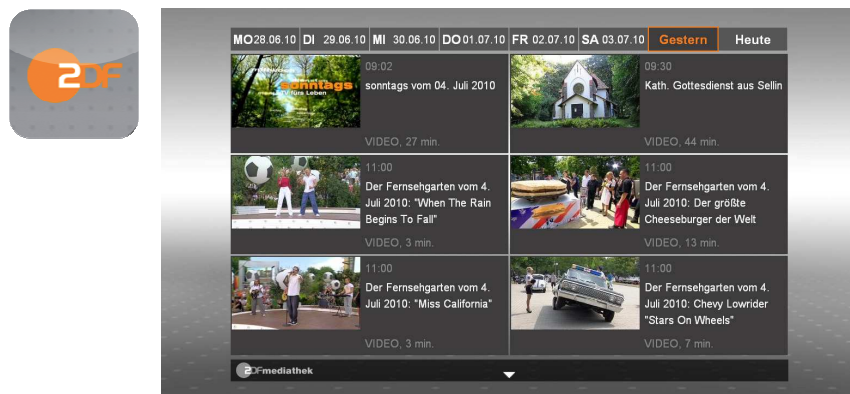 2DF
MO 28.06.10 DI 29.06.10 MI 30.06.10 DO 01.07.10 FR 02.07.10 SA 03.07.10 Gestern Heute
sonntags
TV fürs Leben
09:02
sonntags vom 04. Juli 2010
VIDEO, 27 min.
09:30
Kath. Gottesdienst aus Sellin
VIDEO, 44 min.
11:00
Der Fernsehgarten vom 4.
Juli 2010: "When The Rain
Begins To Fall"
VIDEO, 3 min.
11:00
Der Fernsehgarten vom 4.
Juli 2010: Der größte
Cheeseburger der Welt
VIDEO, 13 min.
11:00
Der Fernsehgarten vom 4.
Juli 2010: "Miss California"
VIDEO, 3 min.
11:00
Der Fernsehgarten vom 4.
Juli 2010: Chevy Lowrider
"Stars On Wheels"
VIDEO, 7 min.
2DFmediathek